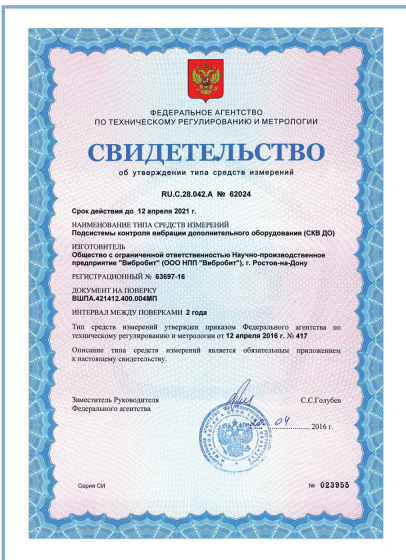 ФЕДЕРАЛЬНОЕ АГЕНТСТВО
ПО ТЕХНИЧЕСКОМУ РЕГУЛИРОВАНИЮ И МЕТРОЛОГИИ
СВИДЕТЕЛЬСТВО
об утверждении типа средств измерений
RU.C.28.042.A № 62024
Срок действия до 12 апреля 2021 г.
НАИМЕНОВАНИЕ ТИПА СРЕДСТВ ИЗМЕРЕНИЙ
Подсистемы контроля вибрации дополнительного оборудования (СКВ ДО)
ИЗГОТОВИТЕЛЬ
Общество с ограниченной ответственностью Научно-производственное
предприятие "Вибробит" (ООО НПП "Вибробит"), г. Ростов-на-Дону
РЕГИСТРАЦИОННЫЙ № 63697-16
ДОКУМЕНТ НА ПОВЕРКУ
ВШПА.421412.400.004МП
ИНТЕРВАЛ МЕЖДУ ПОВЕРКАМИ 2 года
Тип средств измерений утвержден приказом Федерального агентства по
техническому регулированию и метрологии от 12 апреля 2016 г. № 417
Описание типа средств измерений является обязательным приложением
к настоящему свидетельству.
Заместитель Руководителя
Федерального агентства
С.С.Голубев
20. 04 2016 г.
Серия СИ
№ 023955